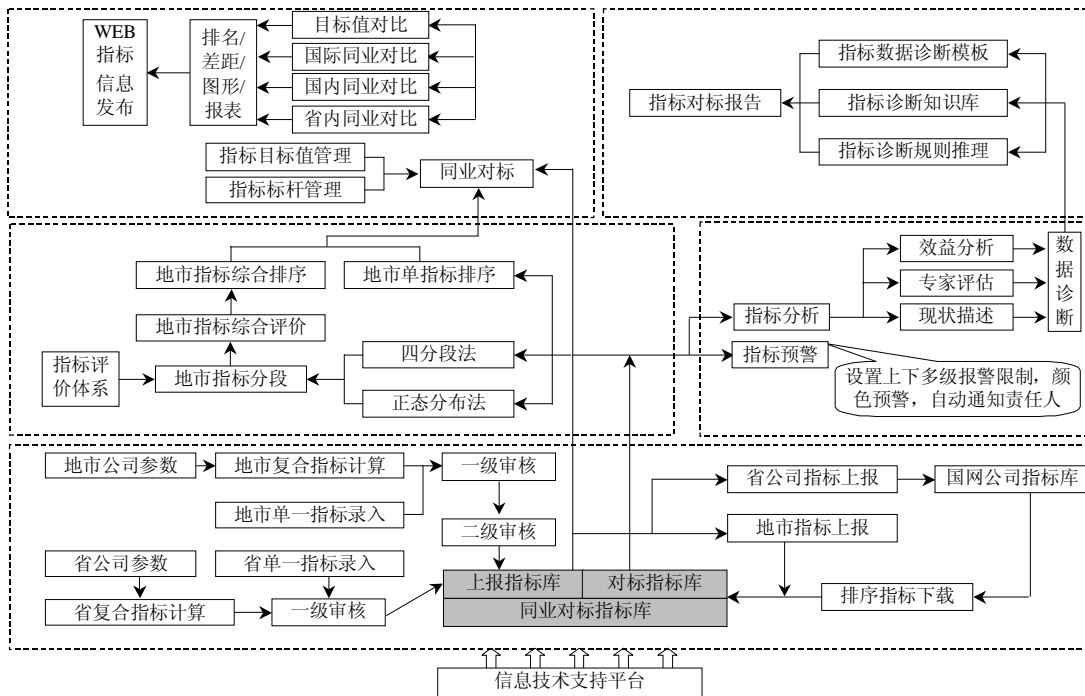 WEB
指标
信息
发布
排名/
差距/
图形/
报表
目标值对比
国际同业对比
国内同业对比
省内同业对比
指标目标值管理
指标标杆管理
同业对标
指标对标报告
指标数据诊断模板
指标诊断知识库
指标诊断规则推理
地市指标综合排序
地市单指标排序
地市指标综合评价
指标评
价体系
地市指标分段
四分段法
正态分布法
指标分析
指标预警
效益分析
专家评估
现状描述
数
据
诊
断
设置上下多级报警限制，颜
色预警，自动通知责任人
地市公司参数
地市复合指标计算
一级审核
地市单一指标录入
二级审核
省公司参数
省单一指标录入
省复合指标计算
一级审核
上报指标库
对标指标库
同业对标指标库
省公司指标上报
国网公司指标库
地市指标上报
排序指标下载
信息技术支持平台